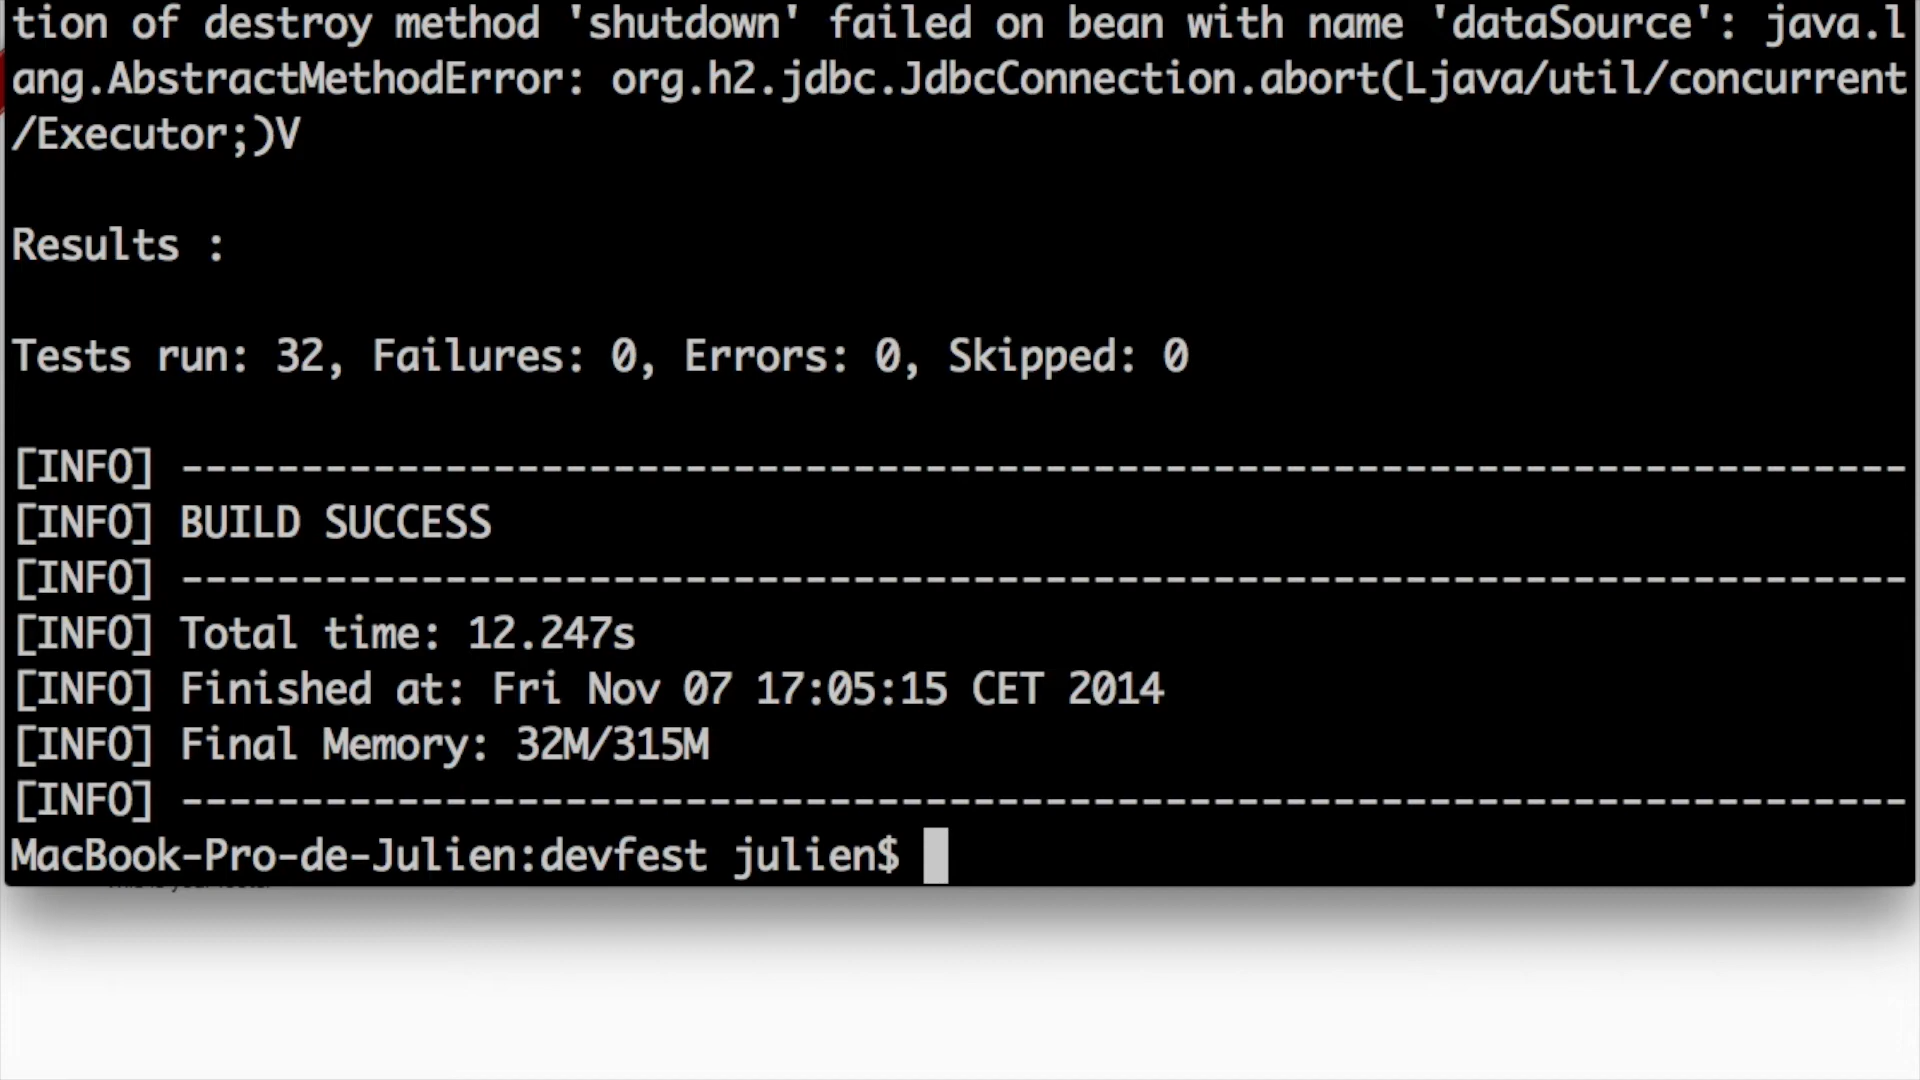 tion of destroy method 'shutdown' failed on bean with name 'dataSource': java.l
ang.AbstractMethodError: org.h2.jdbc.JdbcConnection.abort(Ljava/util/concurrent
/Executor;)V
Results :
Tests run: 32, Failures: 0, Errors: 0, Skipped: 0
[INFO] ------------------------------------------------------------------------
[INFO] BUILD SUCCESS
[INFO] ------------------------------------------------------------------------
[INFO] Total time: 12.247s
[INFO] Finished at: Fri Nov 07 17:05:15 CET 2014
[INFO] Final Memory: 32M/315M
[INFO] ------------------------------------------------------------------------
MacBook-Pro-de-Julien:devfest julien$